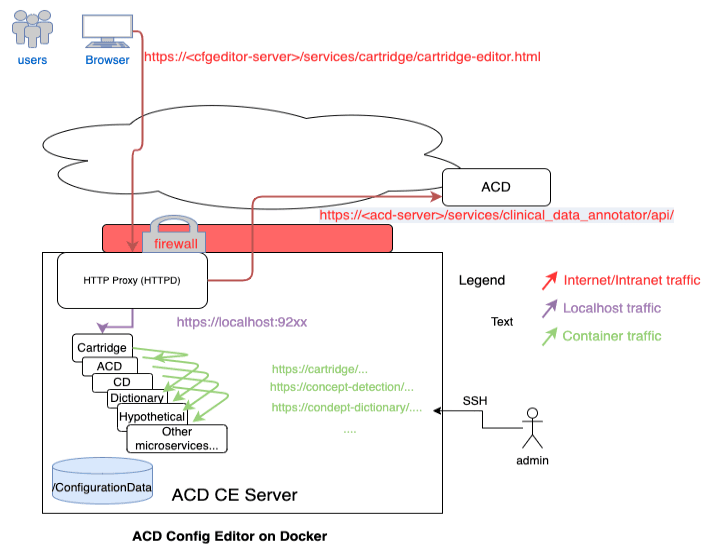 users
Browser
https://<cfgeditor-server>/services/cartridge/cartridge-editor.html
ACD
https://<acd-server>/services/clinical_data_annotator/api/
firewall
HTTP Proxy (HTTPD)
Legend
Internet/Intranet traffic
Localhost traffic
Text
Container traffic
https://localhost:92xx
Cartridge
ACD
CD
Dictionary
Hypothetical
Other
microservices...
https://cartridge/...
https://concept-detection/...
https://condept-dictionary/....
....
SSH
admin
/ConfigurationData
ACD CE Server
ACD Config Editor on Docker